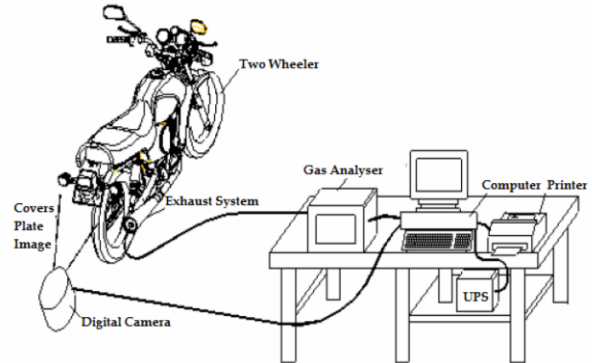 Two Wheeler
Gas Analyser
Computer
Printer
Exhaust System
Covers
Plate
Image
UPS
Digital Camera